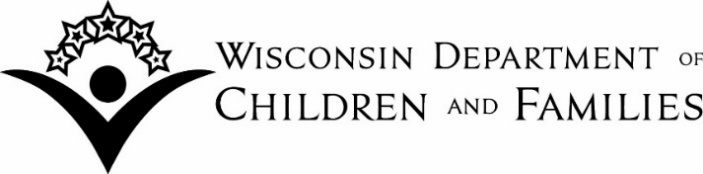 WISCONSIN DEPARTMENT OF
CHILDREN AND FAMILIES